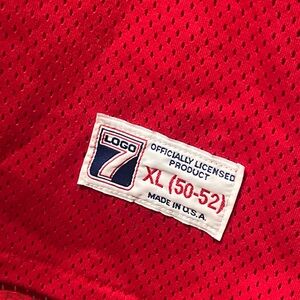 LOGO
7
OFFICIALLY LICENSED
PRODUCT
XL (50-52)
MADE IN U.S.A.